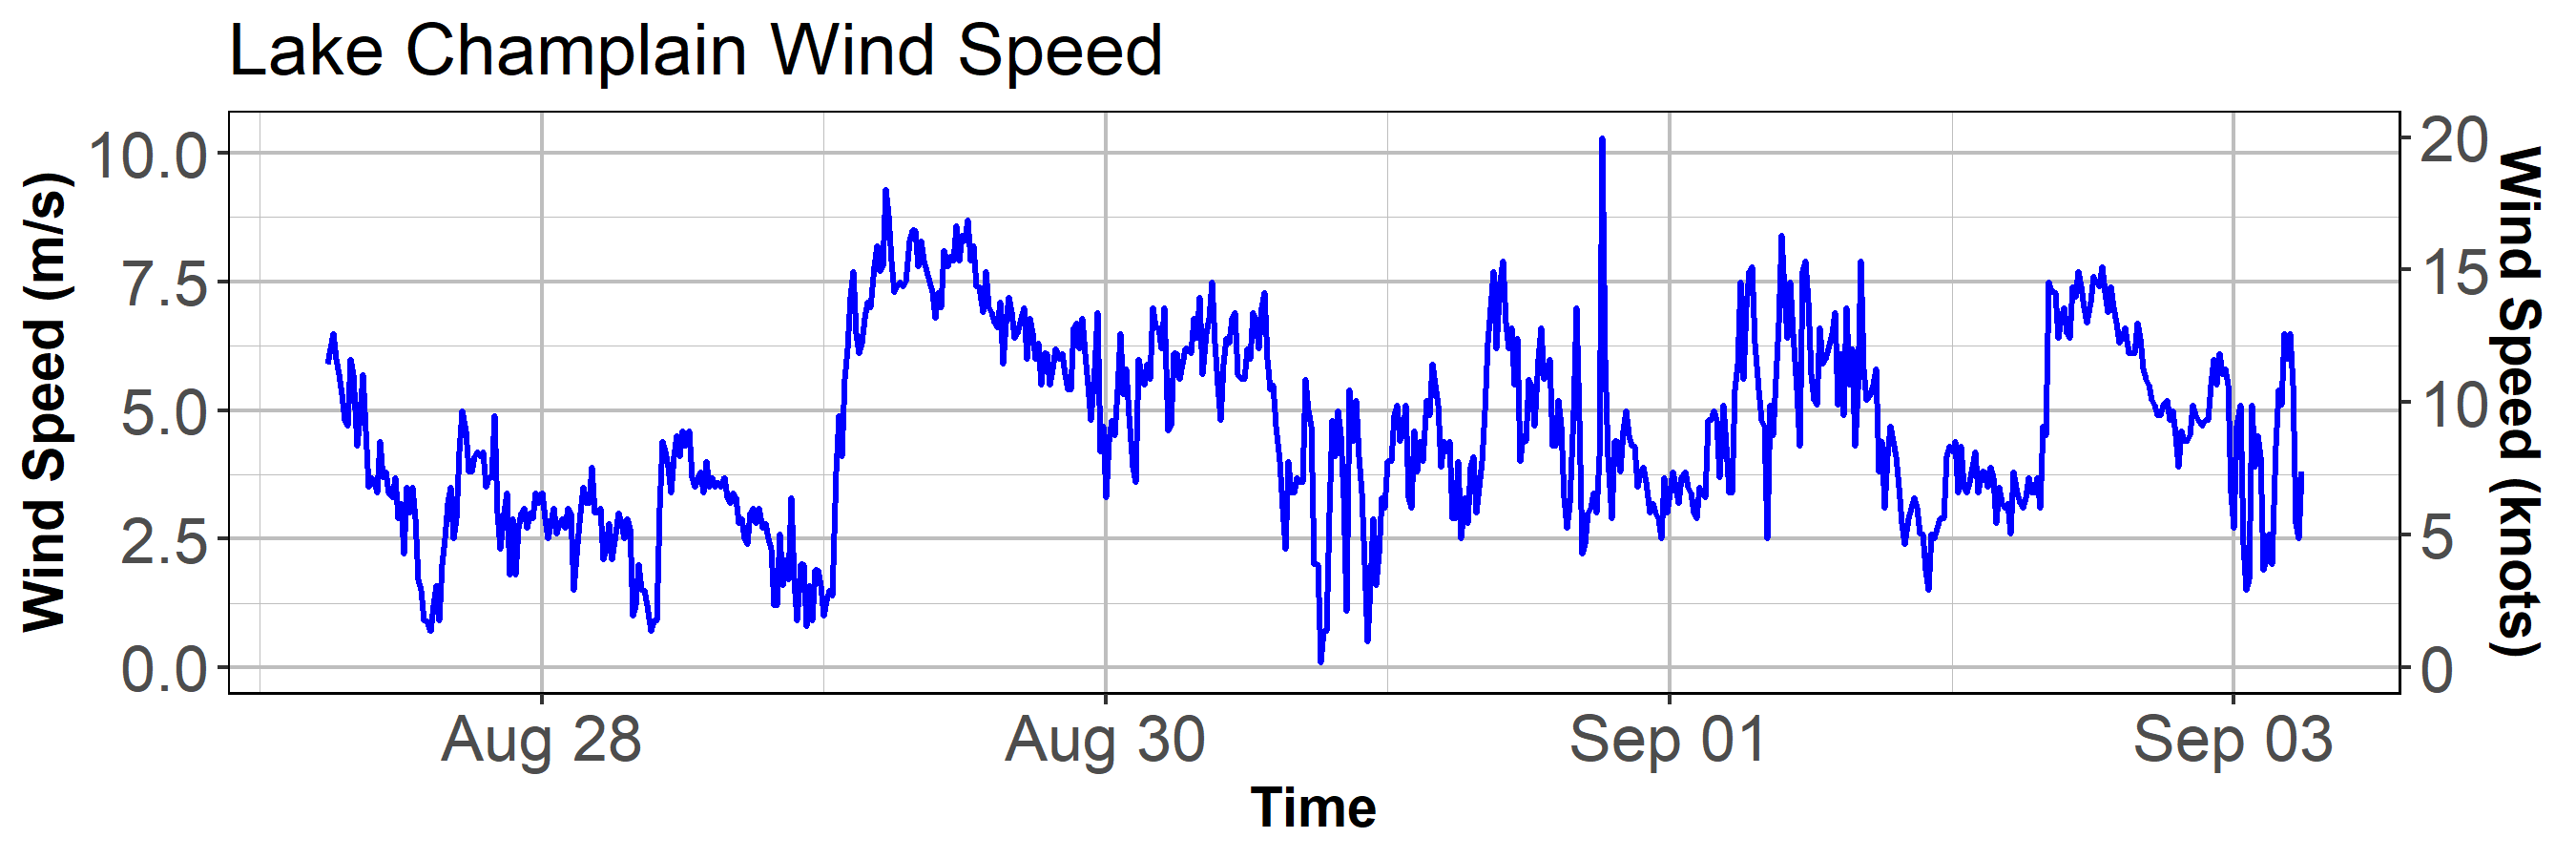 Lake Champlain Wind Speed
10.0
7.5
5.0
2.5
0.0
Wind Speed (m/s)
20
15
10
5
0
Wind Speed (knots)
Aug 28
Aug 30
Sep 01
Sep 03
Time